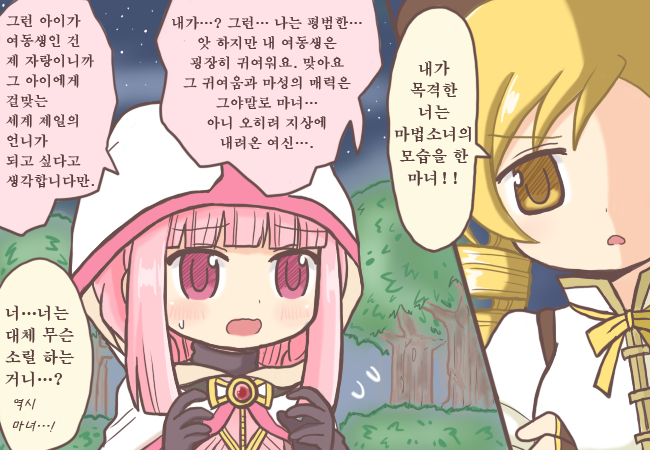 내가
목격한
너는
마법소녀의
모습을 한
마녀!!
내가…? 그런… 나는 평범한…
앗 하지만 내 여동생은
굉장히 귀여워요. 맞아요
그 귀여움과 마성의 매력은
그야말로 마녀…
아니 오히려 지상에
내려온 여신….
그런 아이가
여동생인 건
제 자랑이니까
그 아이에게
걸맞는
세계 제일의
언니가
되고 싶다고
생각합니다만.
너…너는
대체 무슨
소릴 하는
거니…?
역시
마녀…!